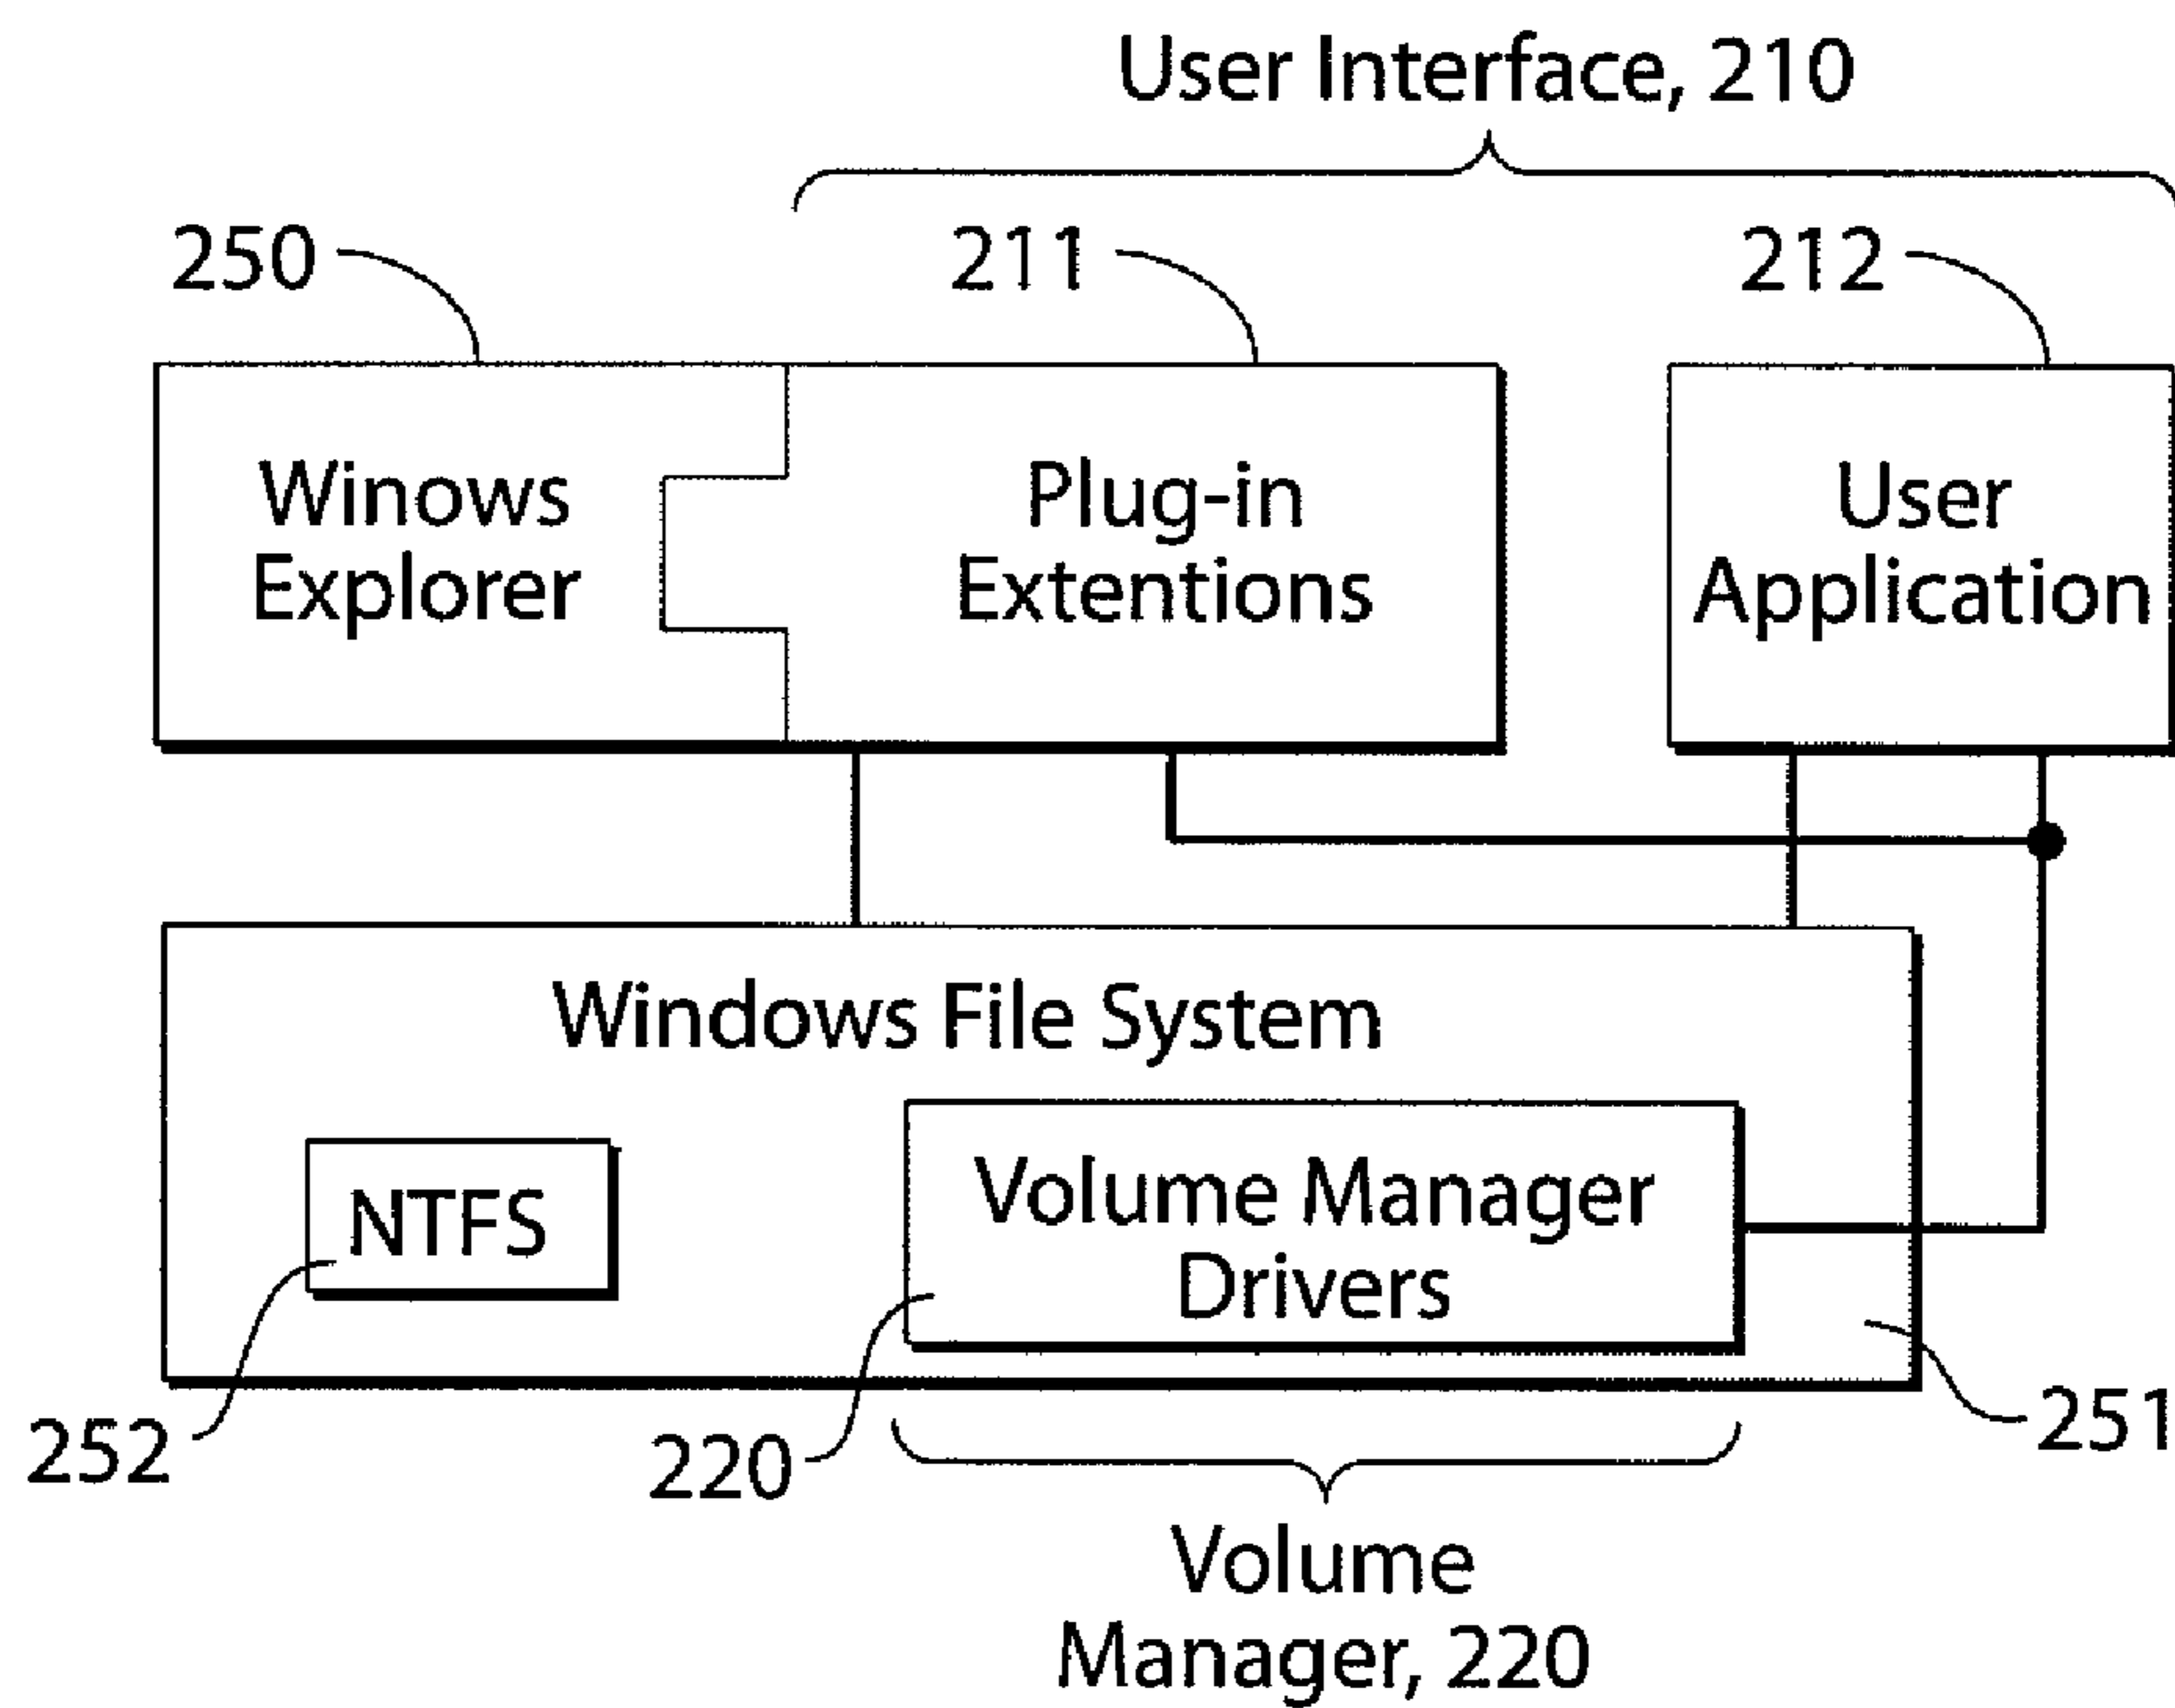 User Interface, 210
250
211
212
Winows
Explorer
Plug-in
Extentions
User
Application
Windows File System
NTFS
Volume Manager
Drivers
252
220
251
Volume
Manager, 220